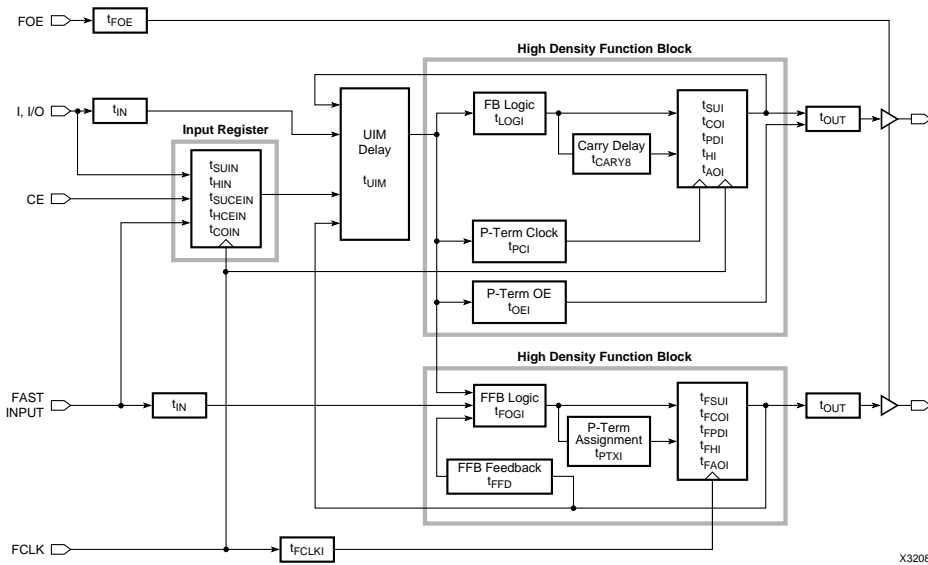 FOE
tFOE
High Density Function Block
I, I/O
tIN
Input Register
tSUIN
tHIN
tSUCEIN
tHCEIN
tCOIN
CE
UIM
Delay
tUIM
FB Logic
tLOGI
Carry Delay
tCARY8
tSUI
tCOI
tPDI
tHI
tAOI
tOUT
P-Term Clock
tPCI
P-Term OE
tOEI
High Density Function Block
FAST
INPUT
tIN
FFB Logic
tFOGI
P-Term
Assignment
tPTXI
FFB Feedback
tFFD
tFSUI
tFCOI
tFPDI
tFHI
tFAOI
tOUT
FCLK
tFCLKI
X3208